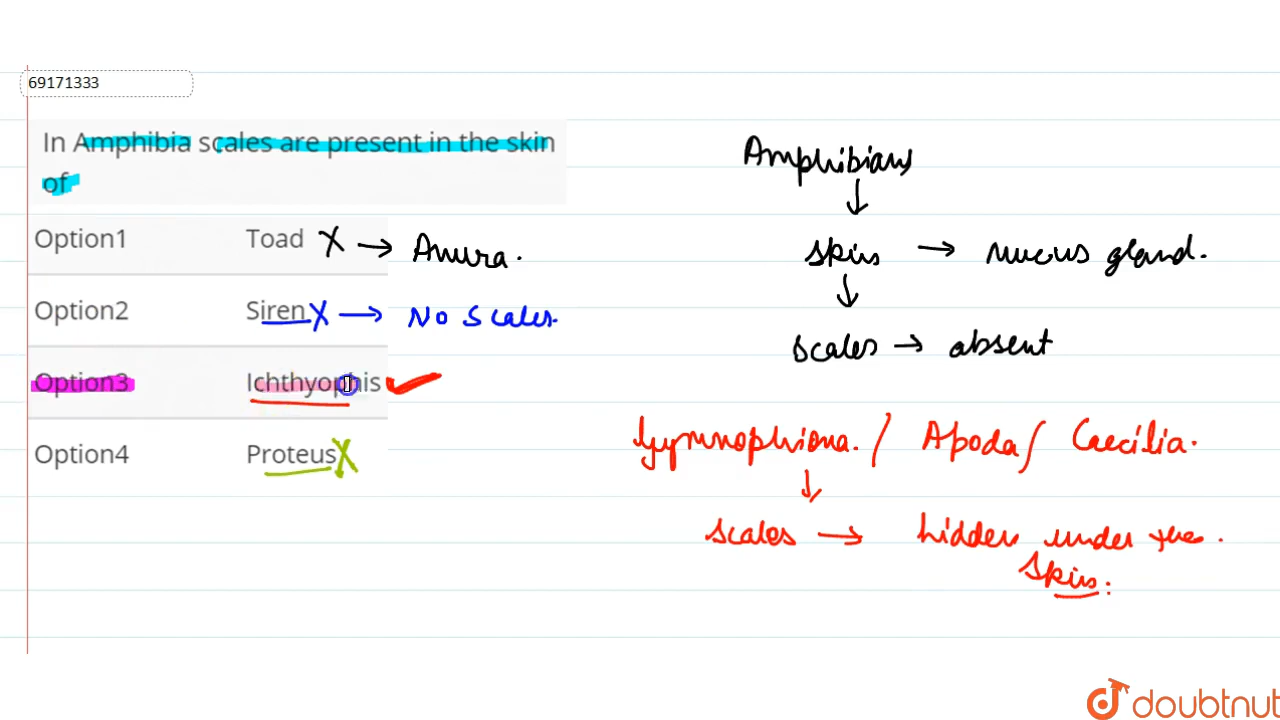 69171333
In Amphibia scales are present in the skin
of
Option1 Toad X → Anura.
Option2 Siren X → No Scales.
Option3 Ichthyophis
Option4 Proteus X
Amphibians
↓
skin → mucus gland.
↓
scales → absent
Gymnophiona. / Apoda / Caecilia.
↓
scales → hidden under the.
skin.
doubtnut